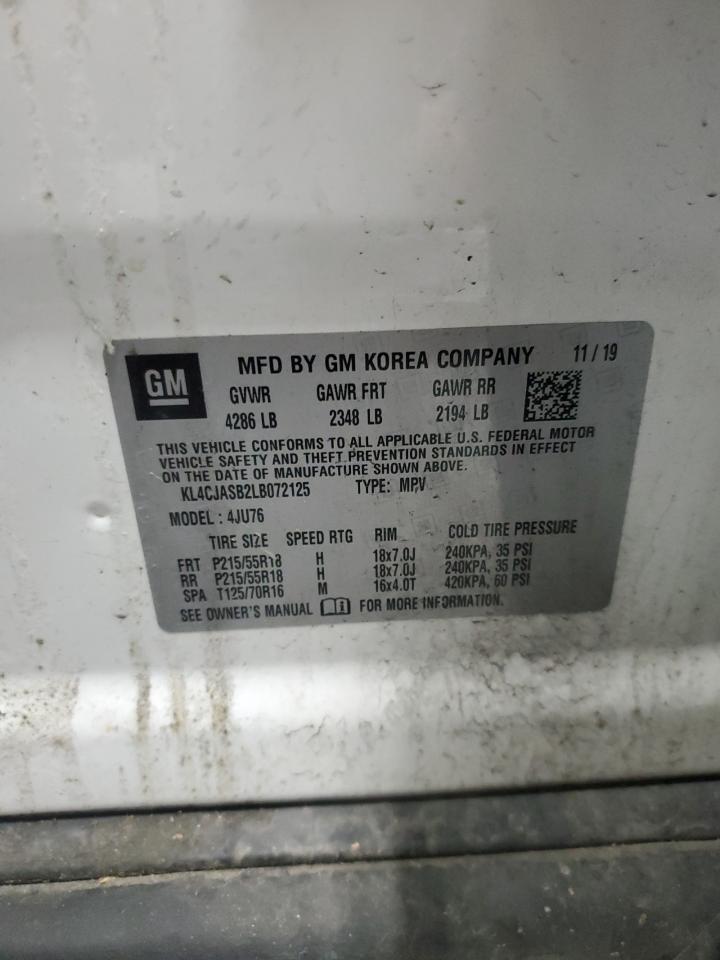 GM
MFD BY GM KOREA COMPANY 11 / 19
GVWR GAWR FRT GAWR RR
4286 LB 2348 LB 2194 LB
THIS VEHICLE CONFORMS TO ALL APPLICABLE U.S. FEDERAL MOTOR
VEHICLE SAFETY AND THEFT PREVENTION STANDARDS IN EFFECT
ON THE DATE OF MANUFACTURE SHOWN ABOVE.
KL4CJASB2LB072125 TYPE: MPV
MODEL : 4JU76
TIRE SIZE SPEED RTG RIM COLD TIRE PRESSURE
FRT P215/55R18 H 18x7.0J 240KPA, 35 PSI
RR P215/55R18 H 18x7.0J 240KPA, 35 PSI
SPA T125/70R16 M 16x4.0T 420KPA, 60 PSI
SEE OWNER'S MANUAL FOR MORE INFORMATION.